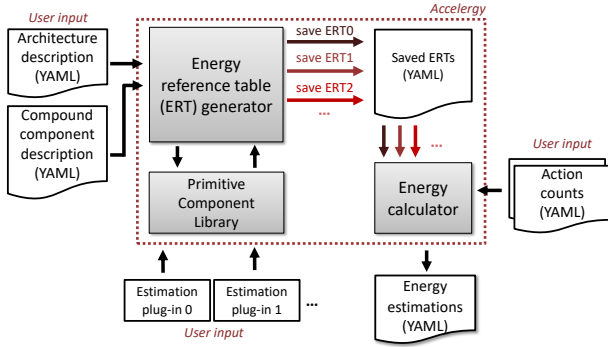 User input
Accelergy
Architecture
description
(YAML)
Compound
component
description
(YAML)
Energy
reference table
(ERT) generator
save ERT0
save ERT1
save ERT2
...
Saved ERTs
(YAML)
...
Primitive
Component
Library
Energy
calculator
User input
Action
counts
(YAML)
Estimation
plug-in 0
Estimation
plug-in 1
...
User input
Energy
estimations
(YAML)